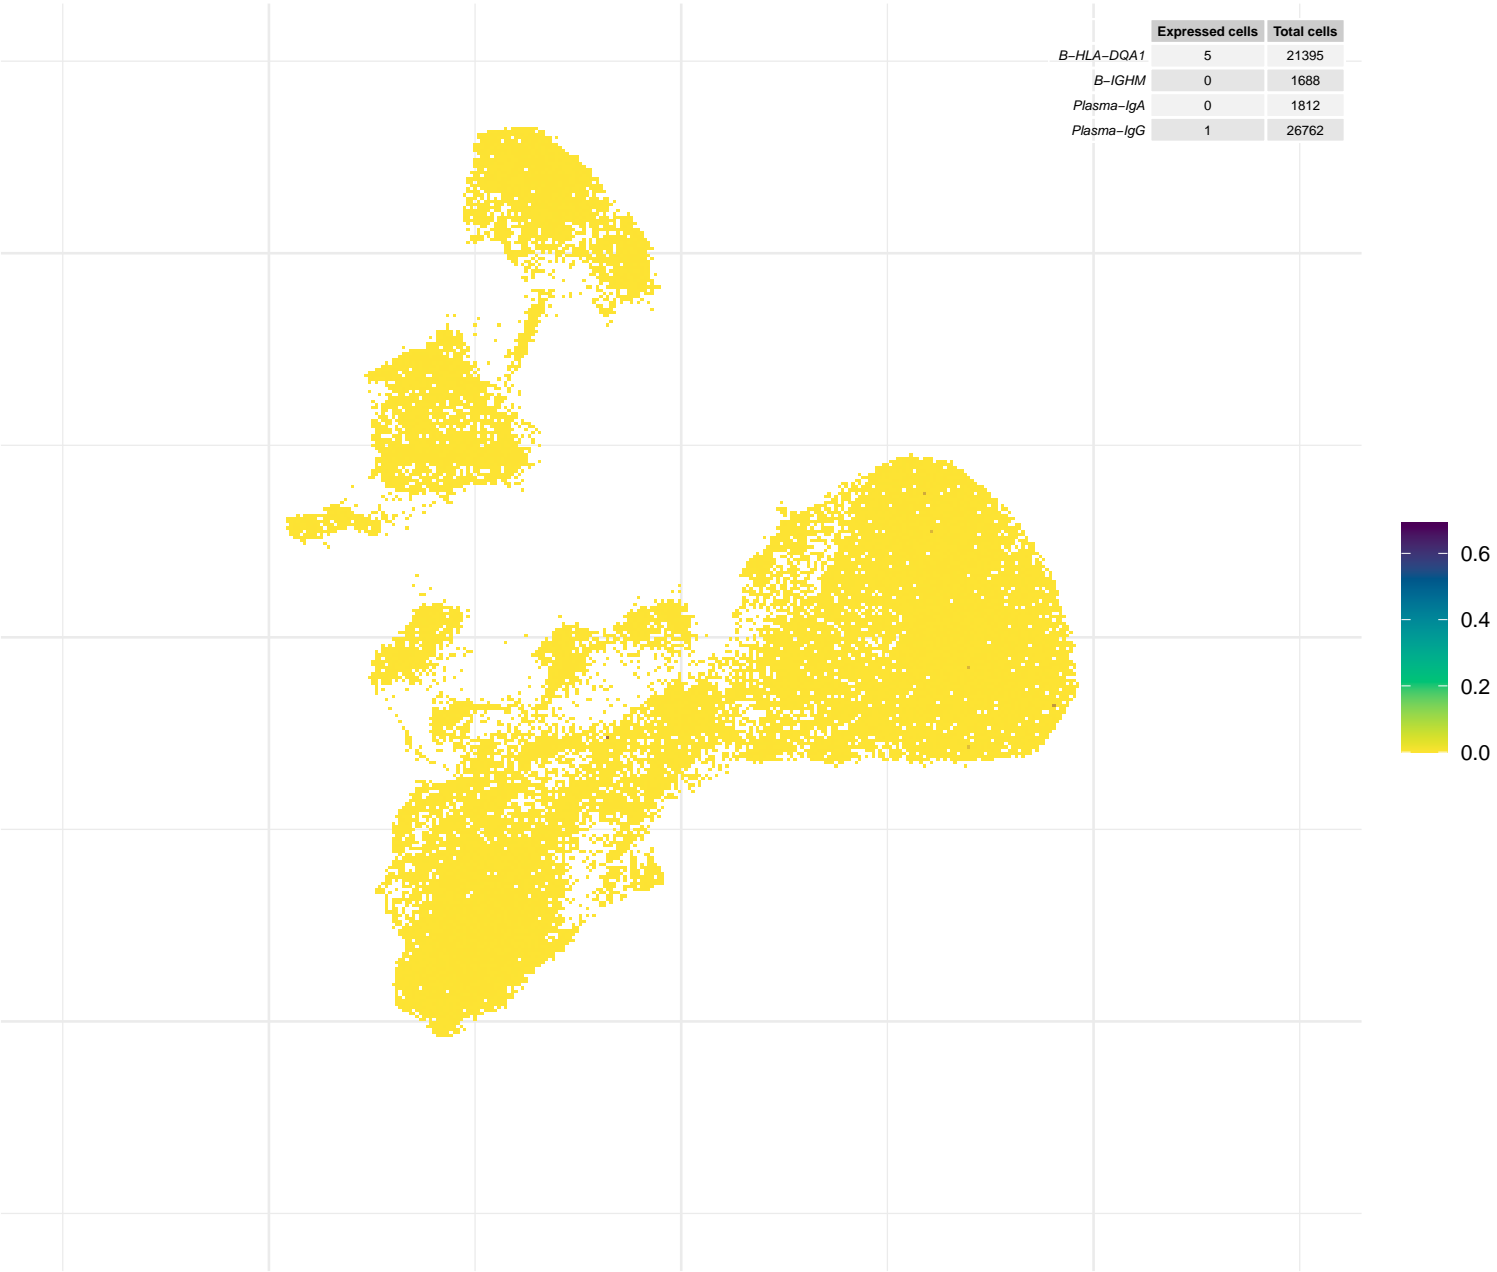 Expressed cells Total cells
B−HLA−DQA1 5 21395
B−IGHM 0 1688
Plasma−IgA 0 1812
Plasma−IgG 1 26762
0.6
0.4
0.2
0.0